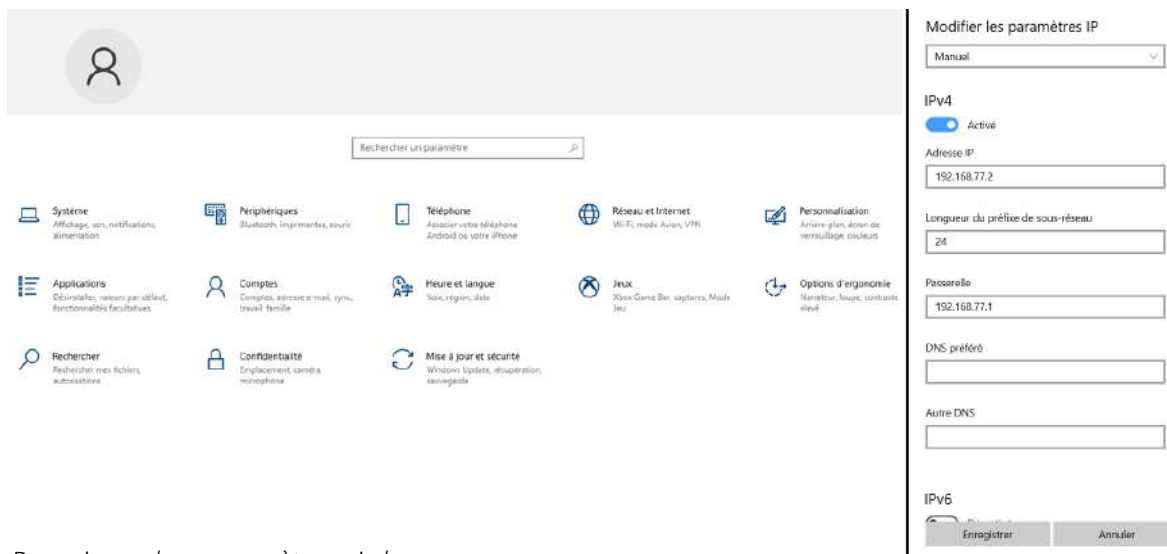 Rechercher un paramètre
Système
Affichage, son, notifications,
alimentation
Périphériques
Bluetooth, imprimantes, souris
Téléphone
Associer votre téléphone
Android ou votre iPhone
Réseau et Internet
Wi-Fi, mode Avion, VPN
Personnalisation
Arrière-plan, écran de
verrouillage, couleurs
Applications
Désinstaller, valeurs par défaut,
fonctionnalités facultatives
Comptes
Comptes, adresse e-mail, sync.,
travail, famille
Heure et langue
Voix, région, date
Jeux
Xbox Game Bar, captures, Mode
Jeu
Options d'ergonomie
Narrateur, loupe, contraste
élevé
Rechercher
Rechercher mes fichiers,
autorisations
Confidentialité
Emplacement, caméra,
microphone
Mise à jour et sécurité
Windows Update, récupération,
sauvegarde
Modifier les paramètres IP
Manuel
IPv4
Activé
Adresse IP
192.168.77.2
Longueur du préfixe de sous-réseau
24
Passerelle
192.168.77.1
DNS préféré
Autre DNS
IPv6
Enregistrer
Annuler